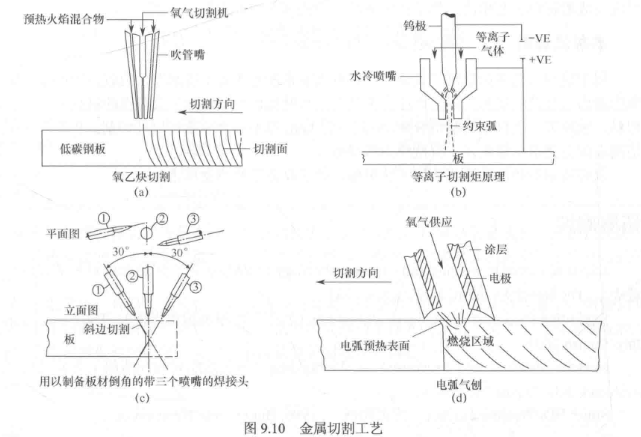 预热火焰混合物
氧气切割机
吹管嘴
切割方向
低碳钢板
切割面
氧乙炔切割
(a)
钨极
等离子
气体
-VE
+VE
水冷喷嘴
约束弧
板
等离子切割炬原理
(b)
平面图
① ② ③
30° 30°
① ② ③
立面图
斜边切割
板
用以制备板材倒角的带三个喷嘴的焊接头
(c)
氧气供应
涂层
切割方向
电极
电弧预热表面
燃烧区域
电弧气刨
(d)
图 9.10 金属切割工艺